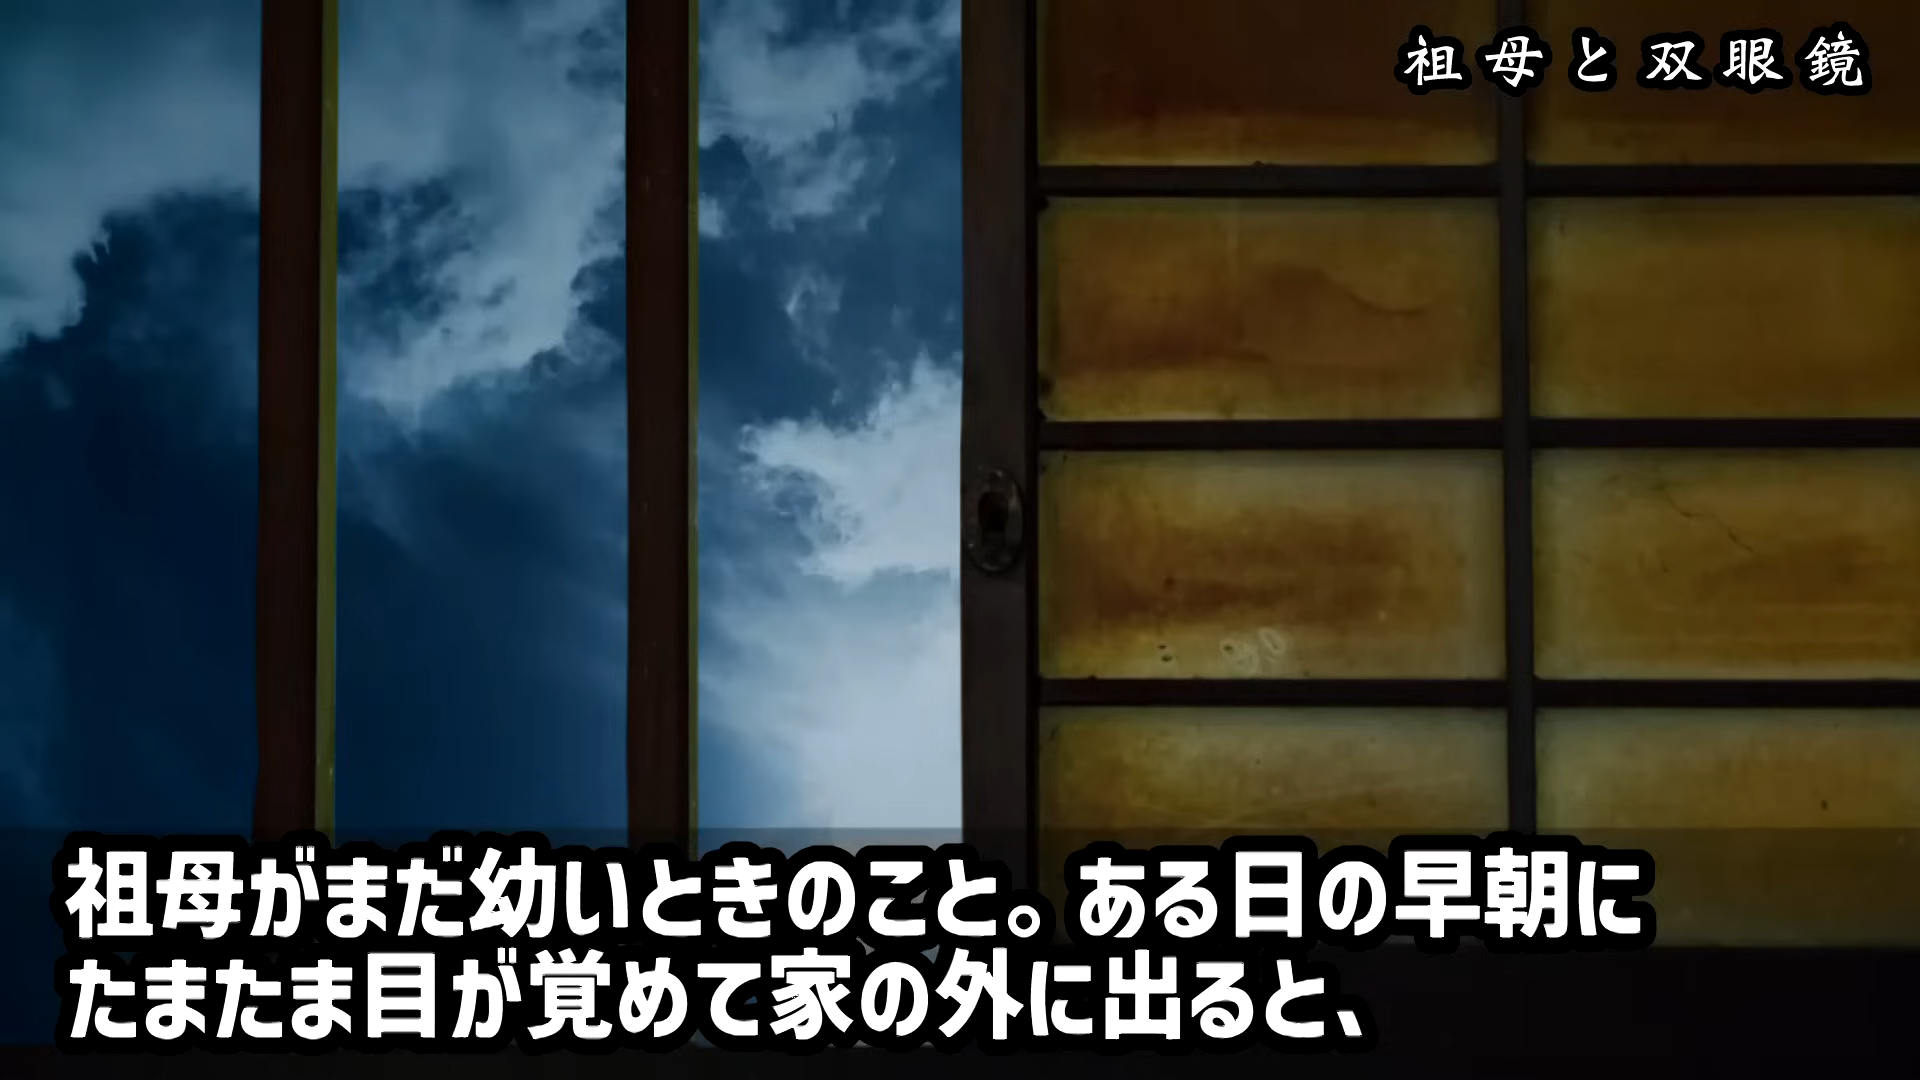 祖母と双眼鏡
祖母がまだ幼いときのこと。ある日の早朝に
たまたま目が覚めて家の外に出ると、